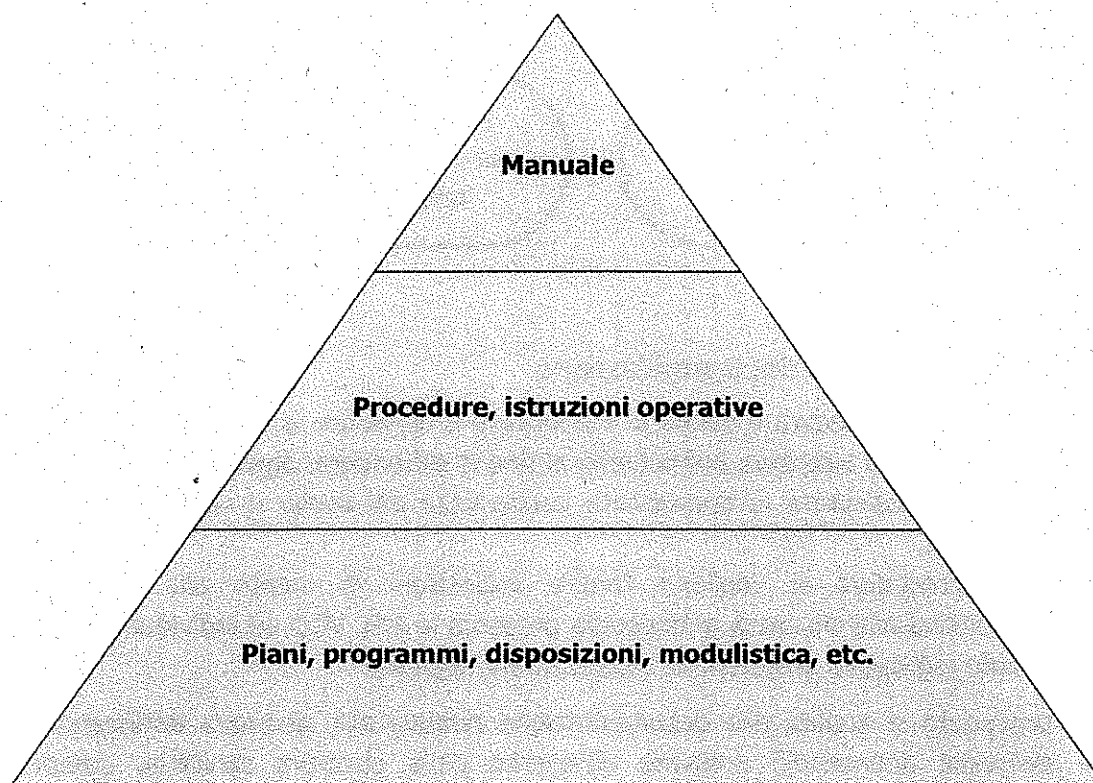 Manuale
Procedure, istruzioni operative
Piani, programmi, disposizioni, modulistica, etc.